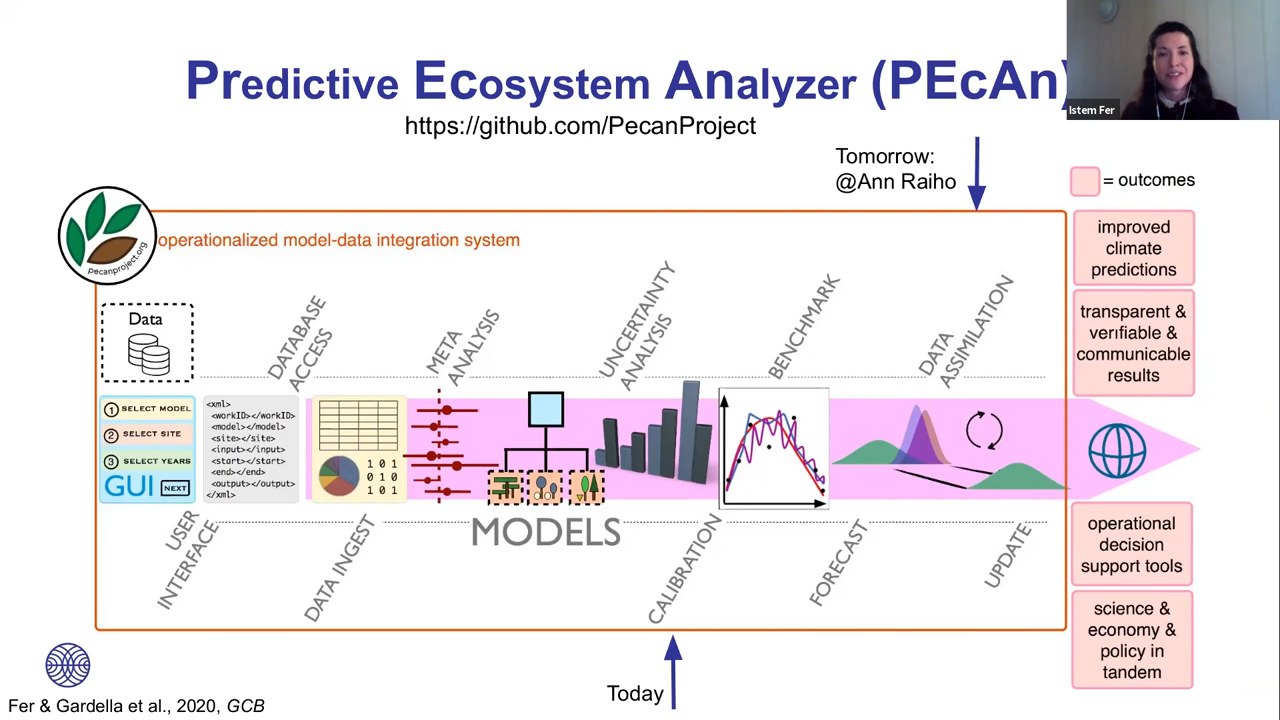 Predictive Ecosystem Analyzer (PEcAn)
https://github.com/PecanProject
Istem Fer
Tomorrow:
@Ann Raiho
= outcomes
pecanproject.org
operationalized model-data integration system
improved
climate
predictions
transparent &
verifiable &
communicable
results
Data
DATABASE
ACCESS
META
ANALYSIS
UNCERTAINTY
ANALYSIS
BENCHMARK
DATA
ASSIMILATION
1 SELECT MODEL
2 SELECT SITE
3 SELECT YEARS
GUI NEXT
<xml>
<workID></workID>
<model></model>
<site></site>
<input></input>
<start></start>
<end></end>
<output></output>
</xml>
1 0 1
0 1 0
1 0 1
USER
INTERFACE
DATA INGEST
MODELS
CALIBRATION
FORECAST
UPDATE
operational
decision
support tools
science &
economy &
policy in
tandem
Today
Fer & Gardella et al., 2020, GCB